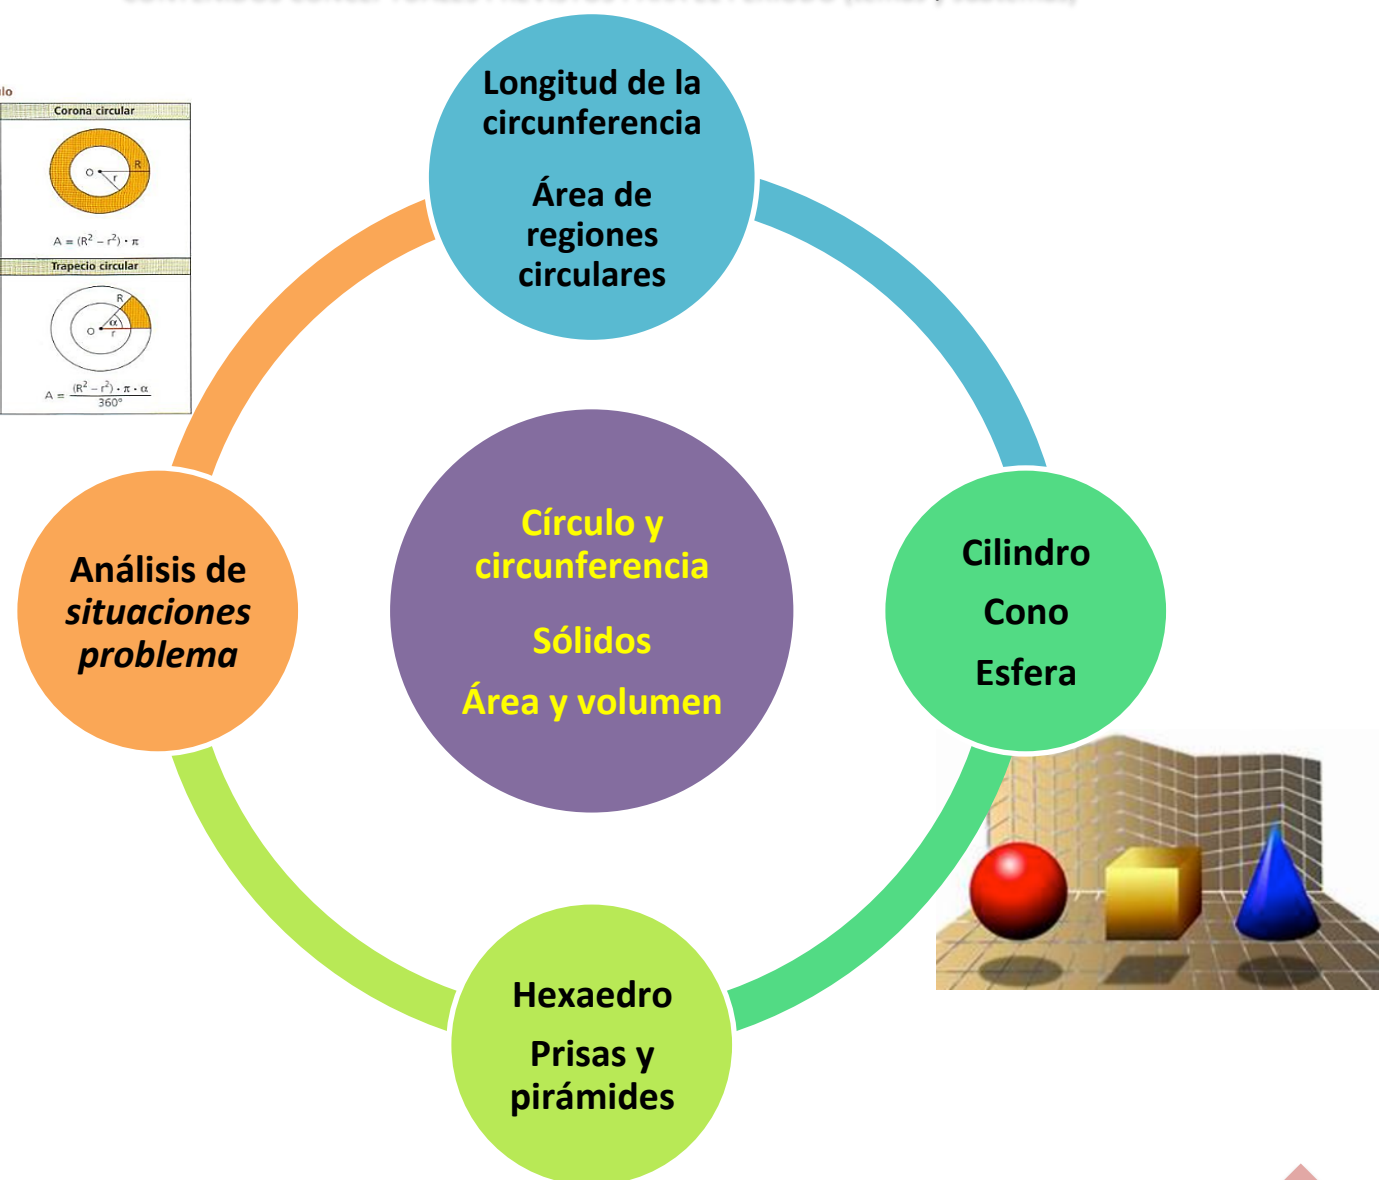 Longitud de la
circunferencia
Área de
regiones
circulares
lo
Corona circular
O
R
r
A = (R² – r²) • π
Trapecio circular
R
α
O
r
A = (R² – r²) • π • α
360°
Círculo y
circunferencia
Sólidos
Área y volumen
Análisis de
situaciones
problema
Cilindro
Cono
Esfera
Hexaedro
Prisas y
pirámides